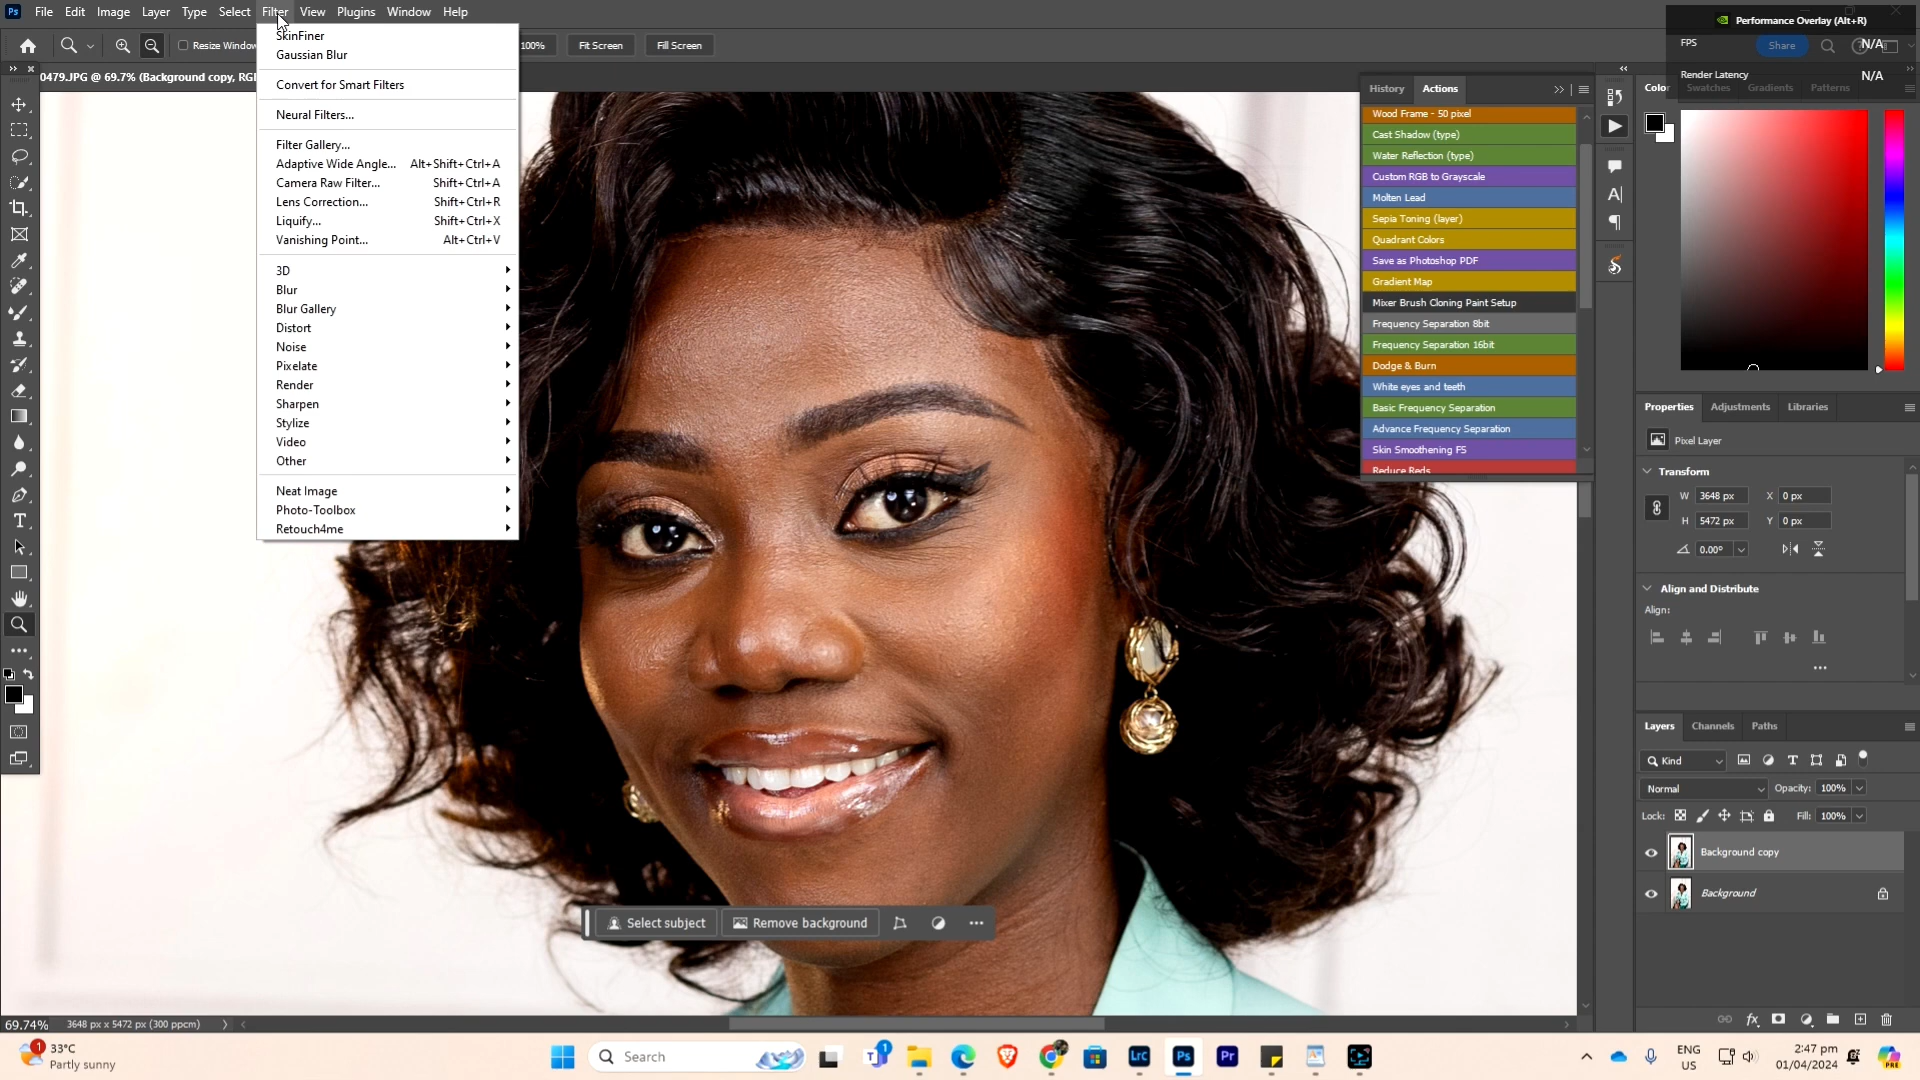 Ps File Edit Image Layer Type Select Filter View Plugins Window Help
Performance Overlay (Alt+R)
FPS N/A
Render Latency N/A
Resize Window
100% Fit Screen Fill Screen
Share
0479.JPG @ 69.7% (Background copy, RG
SkinFiner
Gaussian Blur
Convert for Smart Filters
Neural Filters...
Filter Gallery...
Adaptive Wide Angle... Alt+Shift+Ctrl+A
Camera Raw Filter... Shift+Ctrl+A
Lens Correction... Shift+Ctrl+R
Liquify... Shift+Ctrl+X
Vanishing Point... Alt+Ctrl+V
3D
Blur
Blur Gallery
Distort
Noise
Pixelate
Render
Sharpen
Stylize
Video
Other
Neat Image
Photo-Toolbox
Retouch4me
History Actions
Wood Frame - 50 pixel
Cast Shadow (type)
Water Reflection (type)
Custom RGB to Grayscale
Molten Lead
Sepia Toning (layer)
Quadrant Colors
Save as Photoshop PDF
Gradient Map
Mixer Brush Cloning Paint Setup
Frequency Separation 8bit
Frequency Separation 16bit
Dodge & Burn
White eyes and teeth
Basic Frequency Separation
Advance Frequency Separation
Skin Smoothening FS
Reduce Reds
Color Swatches Gradients Patterns
Properties Adjustments Libraries
Pixel Layer
Transform
W 3648 px X 0 px
H 5472 px Y 0 px
0.00°
Align and Distribute
Align:
Layers Channels Paths
Kind
Normal Opacity: 100%
Lock: Fill: 100%
Background copy
Background
Select subject Remove background
69.74% 3648 px x 5472 px (300 ppcm)
1 33°C
Partly sunny
Search
1
Lrc Ps Pr
ENG
US
2:47 pm
01/04/2024
PRE